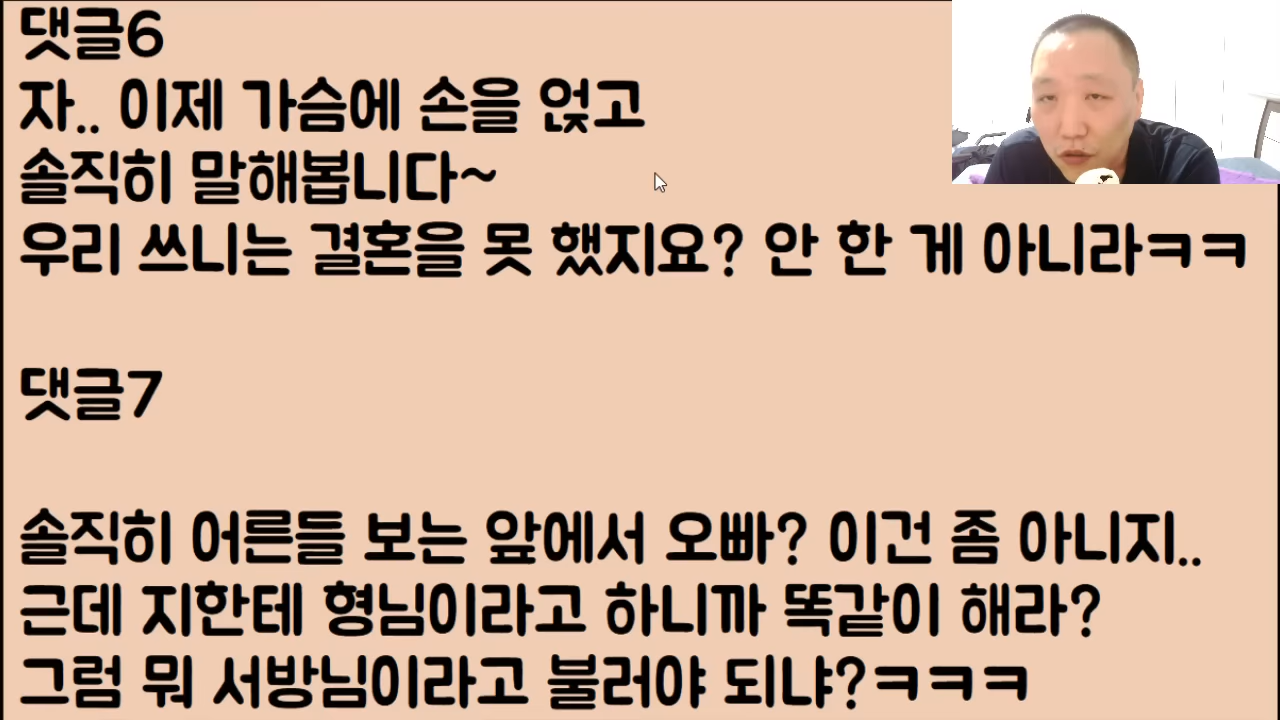 댓글6
자.. 이제 가슴에 손을 얹고
솔직히 말해봅니다~
우리 쓰니는 결혼을 못 했지요? 안 한 게 아니라ㅋㅋ
댓글7
솔직히 어른들 보는 앞에서 오빠? 이건 좀 아니지..
근데 지한테 형님이라고 하니까 똑같이 해라?
그럼 뭐 서방님이라고 불러야 되냐?ㅋㅋㅋ